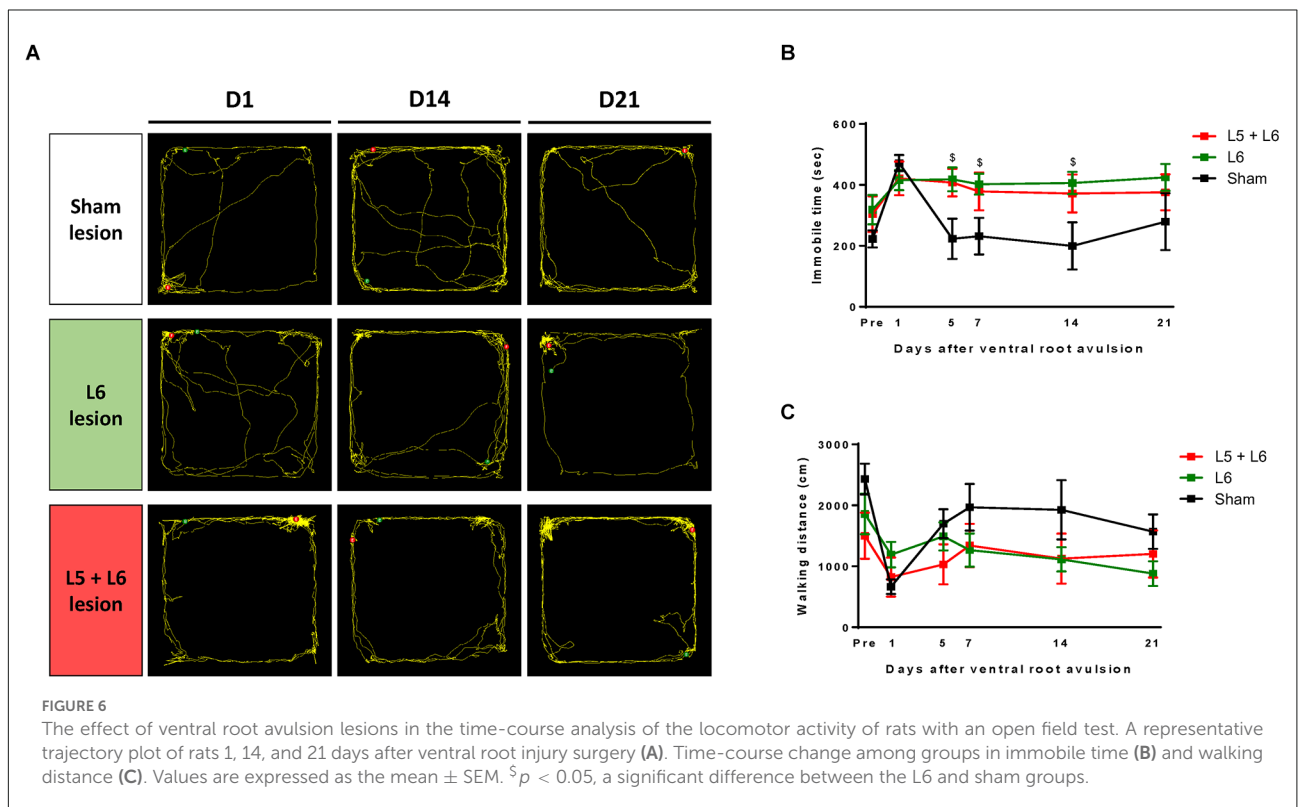 A
D1 D14 D21
Sham
lesion
L6
lesion
L5 + L6
lesion
B
600
400
200
0
Immobile time (sec)
$ $ $
Pre 1 5 7 14 21
Days after ventral root avulsion
L5 + L6
L6
Sham
C
3000
2000
1000
0
Walking distance (cm)
Pre 1 5 7 14 21
Days after ventral root avulsion
L5 + L6
L6
Sham
FIGURE 6
The effect of ventral root avulsion lesions in the time-course analysis of the locomotor activity of rats with an open field test. A representative
trajectory plot of rats 1, 14, and 21 days after ventral root injury surgery (A). Time-course change among groups in immobile time (B) and walking
distance (C). Values are expressed as the mean ± SEM. $p < 0.05, a significant difference between the L6 and sham groups.